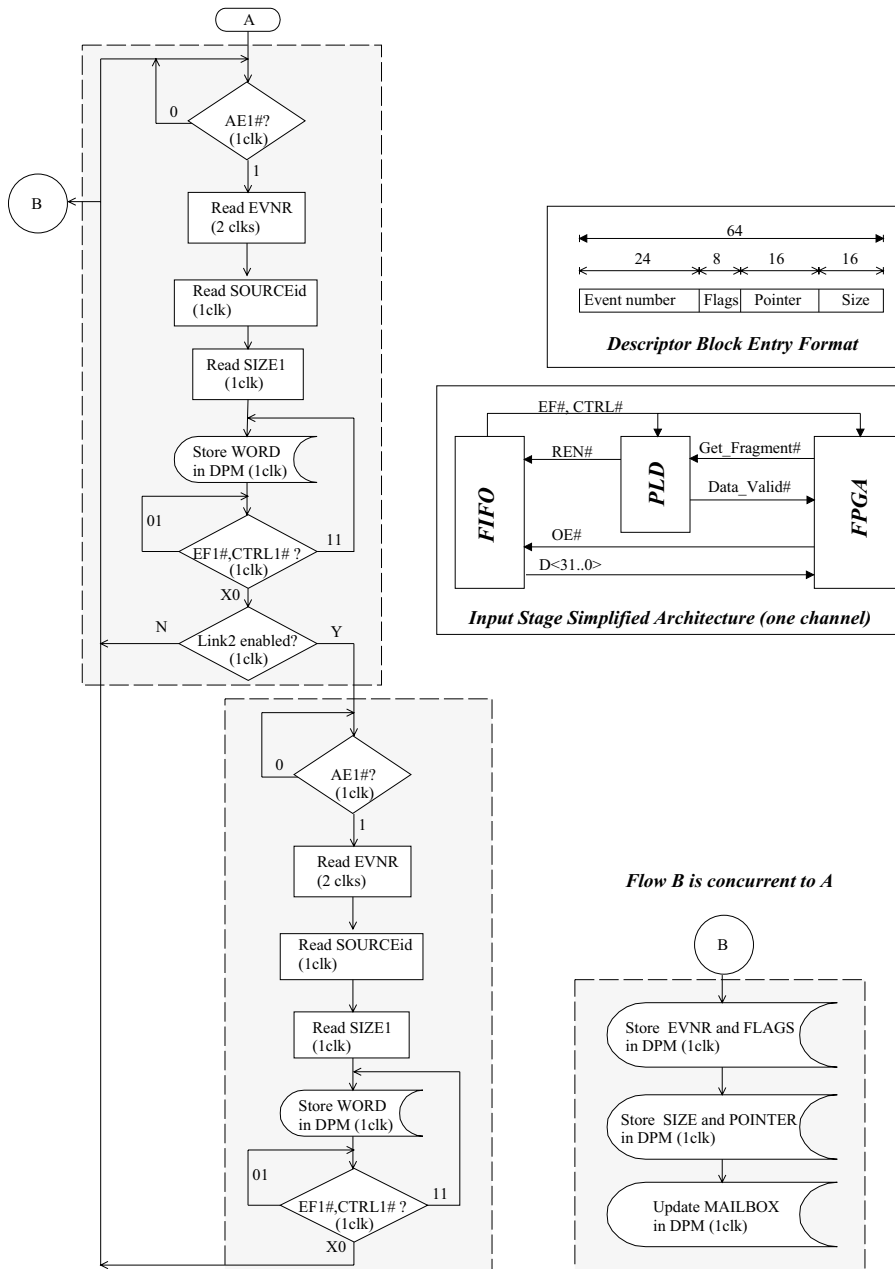 A
0
AE1#?
(1clk)
1
B
Read EVNR
(2 clks)
Read SOURCEid
(1clk)
Read SIZE1
(1clk)
Store WORD
in DPM (1clk)
01
EF1#,CTRL1# ?
(1clk)
11
X0
N
Link2 enabled?
(1clk)
Y
0
AE1#?
(1clk)
1
Read EVNR
(2 clks)
Read SOURCEid
(1clk)
Read SIZE1
(1clk)
Store WORD
in DPM (1clk)
01
EF1#,CTRL1# ?
(1clk)
11
X0
64
24 8 16 16
Event number Flags Pointer Size
Descriptor Block Entry Format
EF#, CTRL#
REN#
Get_Fragment#
Data_Valid#
FIFO
PLD
FPGA
OE#
D<31..0>
Input Stage Simplified Architecture (one channel)
Flow B is concurrent to A
B
Store EVNR and FLAGS
in DPM (1clk)
Store SIZE and POINTER
in DPM (1clk)
Update MAILBOX
in DPM (1clk)